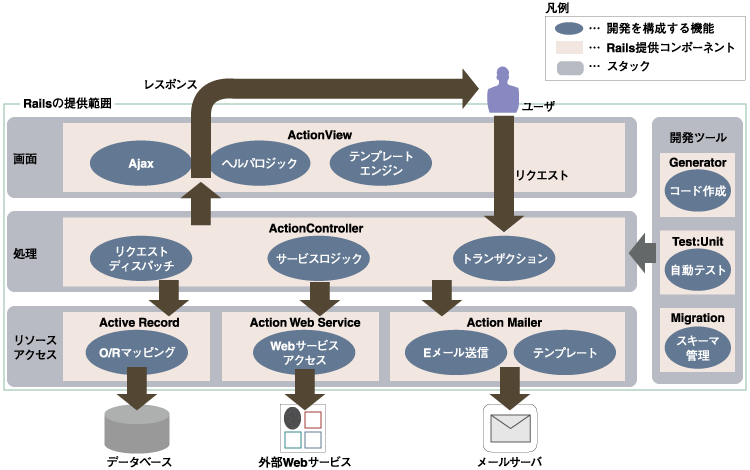 凡例
… 開発を構成する機能
… Rails提供コンポーネント
… スタック
レスポンス
ユーザ
Railsの提供範囲
画面
ActionView
Ajax
ヘルパロジック
テンプレート
エンジン
リクエスト
処理
ActionController
リクエスト
ディスパッチ
サービスロジック
トランザクション
リソース
アクセス
Active Record
O/Rマッピング
Action Web Service
Webサービス
アクセス
Action Mailer
Eメール送信
テンプレート
開発ツール
Generator
コード作成
Test:Unit
自動テスト
Migration
スキーマ
管理
データベース
外部Webサービス
メールサーバ